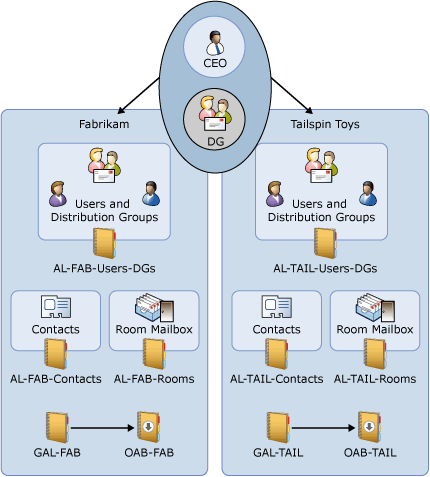 CEO
DG
Fabrikam
Users and
Distribution Groups
AL-FAB-Users-DGs
Contacts
Room Mailbox
AL-FAB-Contacts
AL-FAB-Rooms
GAL-FAB
OAB-FAB
Tailspin Toys
Users and
Distribution Groups
AL-TAIL-Users-DGs
Contacts
Room Mailbox
AL-TAIL-Contacts
AL-TAIL-Rooms
GAL-TAIL
OAB-TAIL